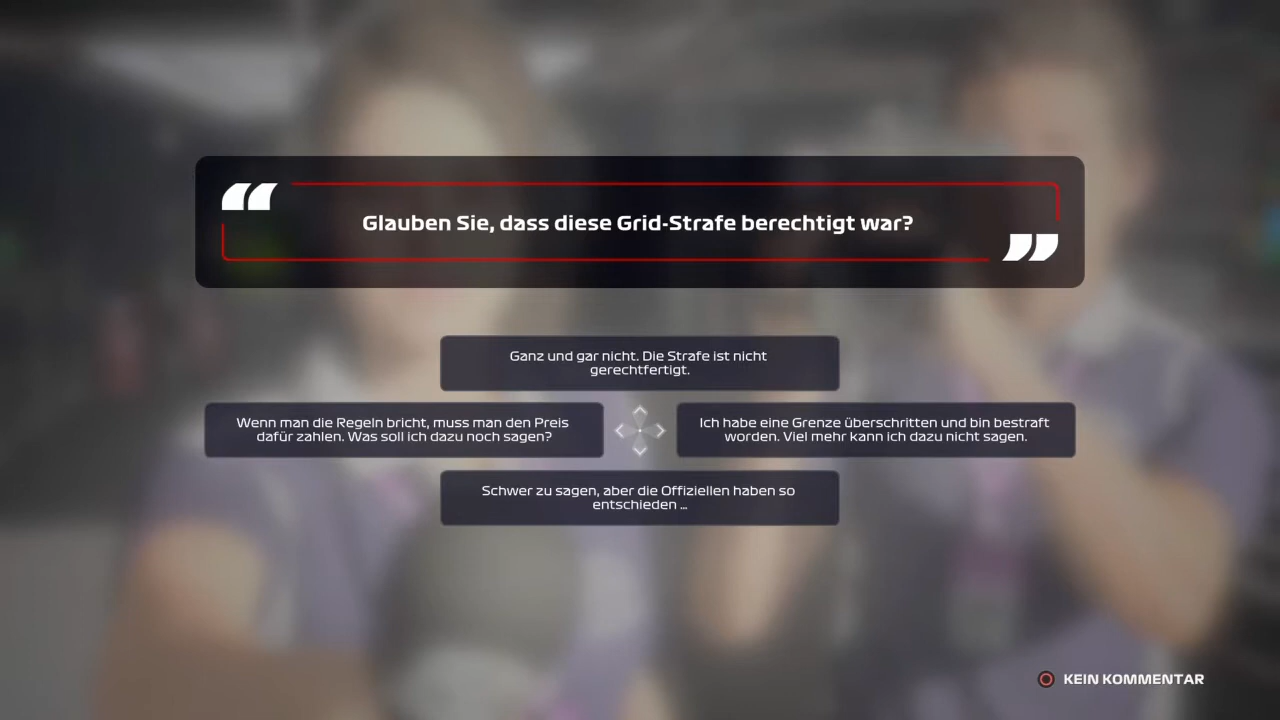 Glauben Sie, dass diese Grid-Strafe berechtigt war?
Ganz und gar nicht. Die Strafe ist nicht
gerechtfertigt.
Wenn man die Regeln bricht, muss man den Preis
dafür zahlen. Was soll ich dazu noch sagen?
Ich habe eine Grenze überschritten und bin bestraft
worden. Viel mehr kann ich dazu nicht sagen.
Schwer zu sagen, aber die Offiziellen haben so
entschieden ...
KEIN KOMMENTAR